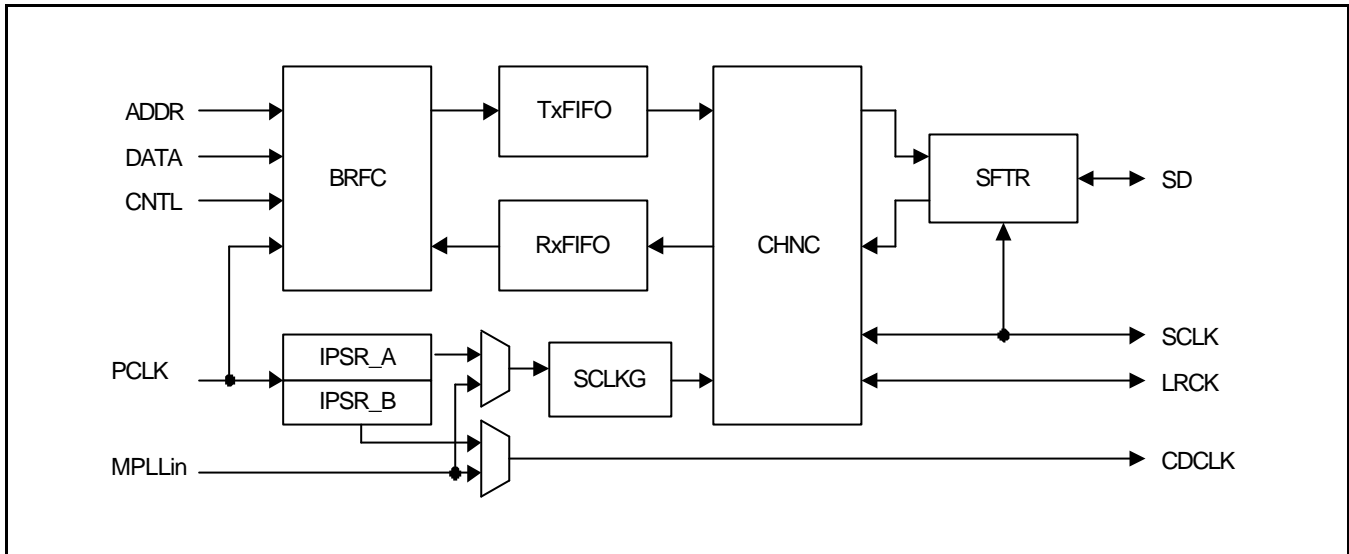 ADDR
DATA
CNTL
BRFC
TxFIFO
RxFIFO
CHNC
SFTR
SD
PCLK
IPSR_A
IPSR_B
SCLKG
SCLK
LRCK
MPLLin
CDCLK